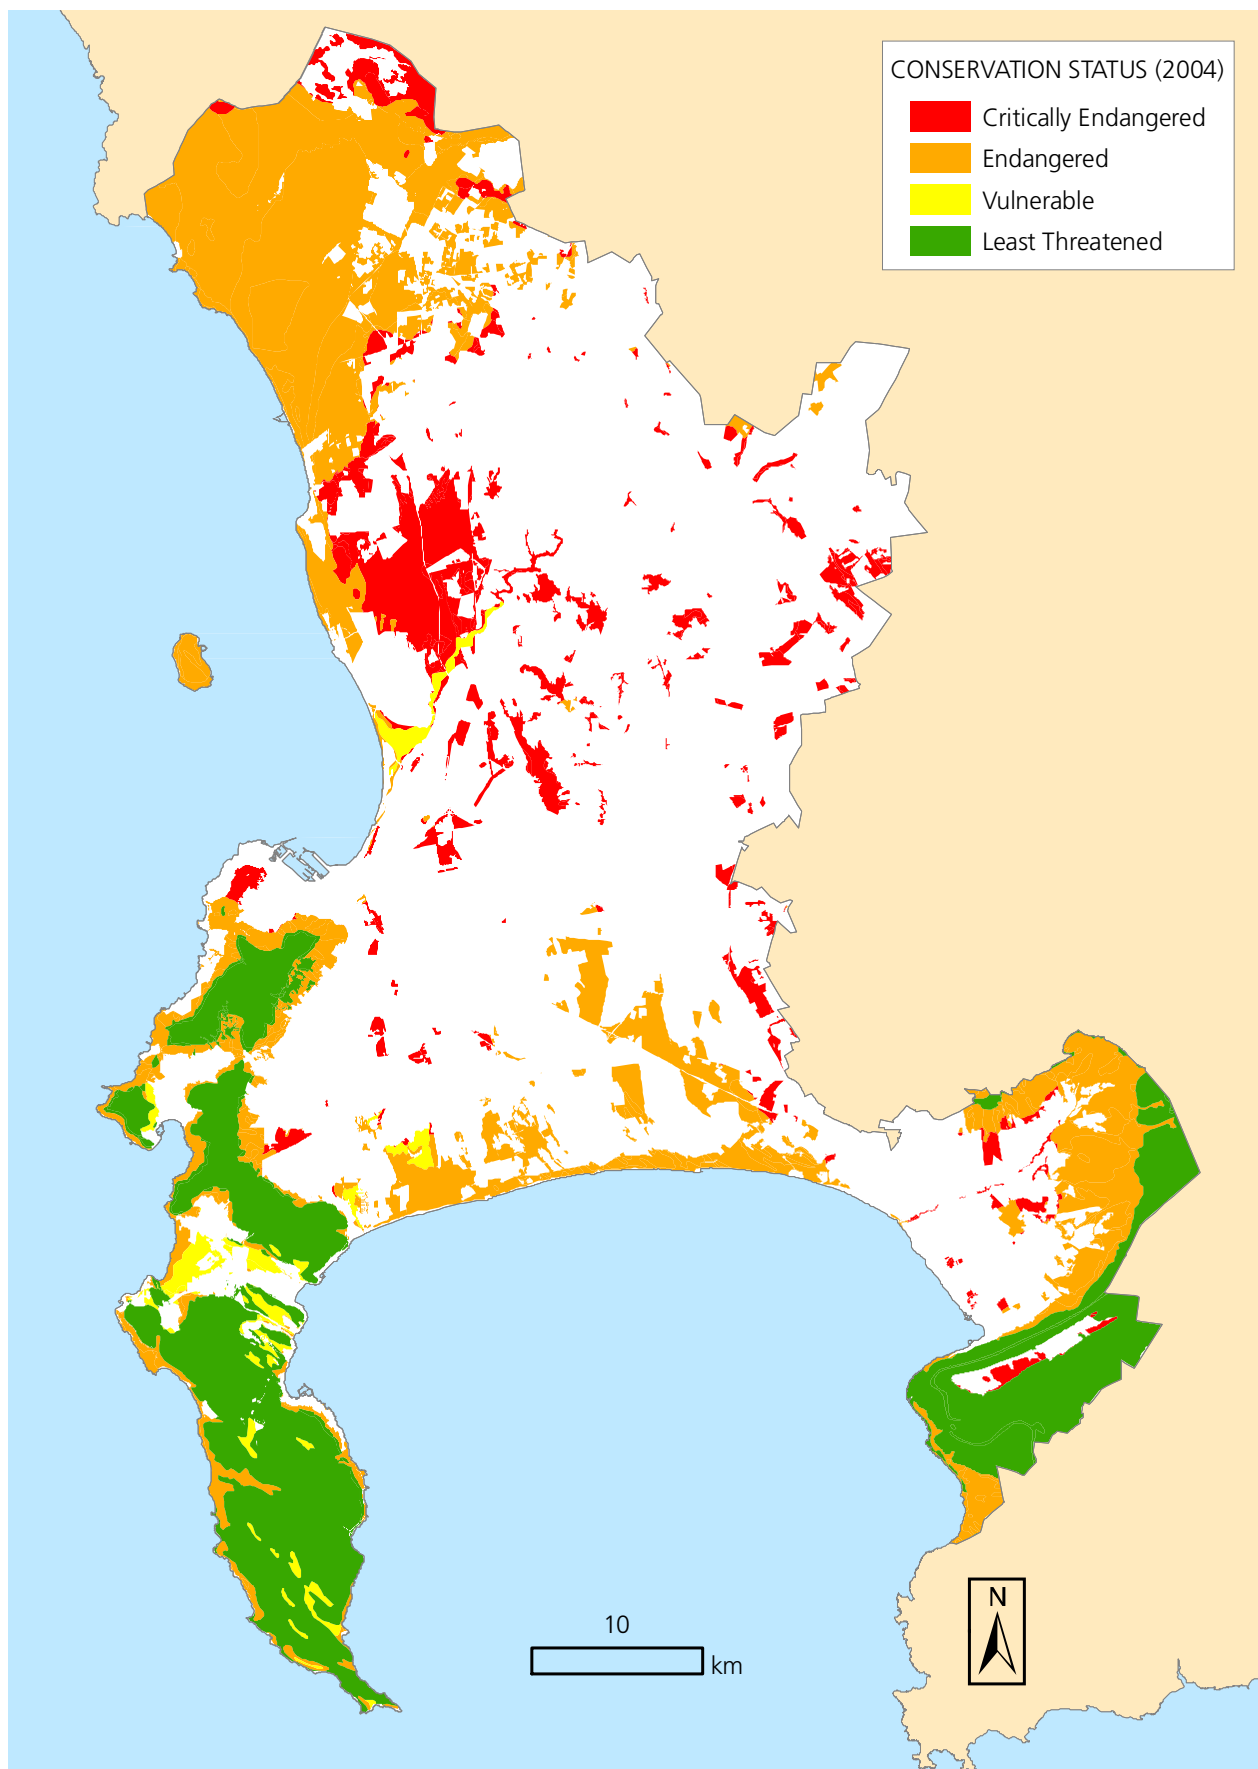 CONSERVATION STATUS (2004)
Critically Endangered
Endangered
Vulnerable
Least Threatened
N
10
km